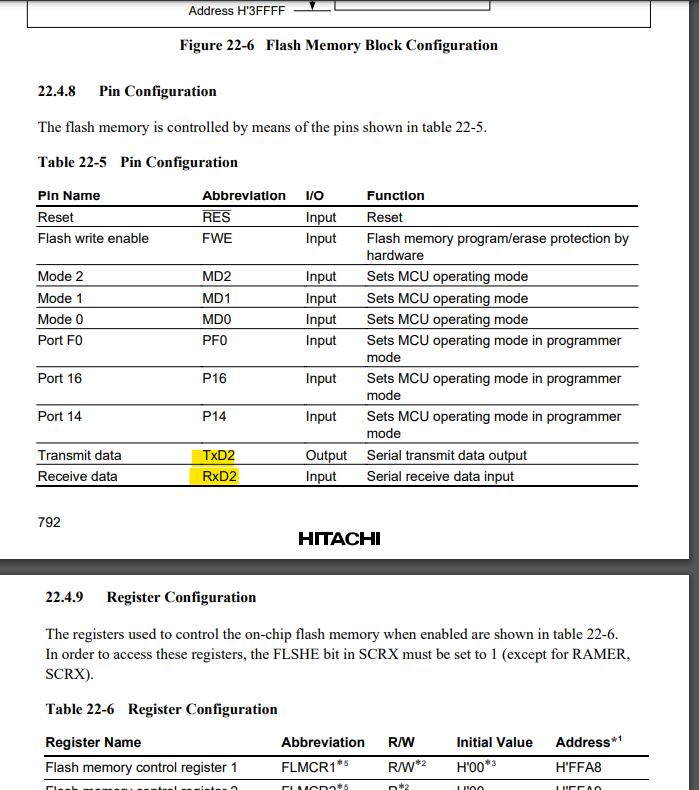 Address H'3FFFF
Figure 22-6 Flash Memory Block Configuration
22.4.8 Pin Configuration
The flash memory is controlled by means of the pins shown in table 22-5.
Table 22-5 Pin Configuration
Pin Name Abbreviation I/O Function
Reset RES Input Reset
Flash write enable FWE Input Flash memory program/erase protection by
hardware
Mode 2 MD2 Input Sets MCU operating mode
Mode 1 MD1 Input Sets MCU operating mode
Mode 0 MD0 Input Sets MCU operating mode
Port F0 PF0 Input Sets MCU operating mode in programmer
mode
Port 16 P16 Input Sets MCU operating mode in programmer
mode
Port 14 P14 Input Sets MCU operating mode in programmer
mode
Transmit data TxD2 Output Serial transmit data output
Receive data RxD2 Input Serial receive data input
792
HITACHI
22.4.9 Register Configuration
The registers used to control the on-chip flash memory when enabled are shown in table 22-6.
In order to access these registers, the FLSHE bit in SCRX must be set to 1 (except for RAMER,
SCRX).
Table 22-6 Register Configuration
Register Name Abbreviation R/W Initial Value Address*1
Flash memory control register 1 FLMCR1*5 R/W*2 H'00*3 H'FFA8